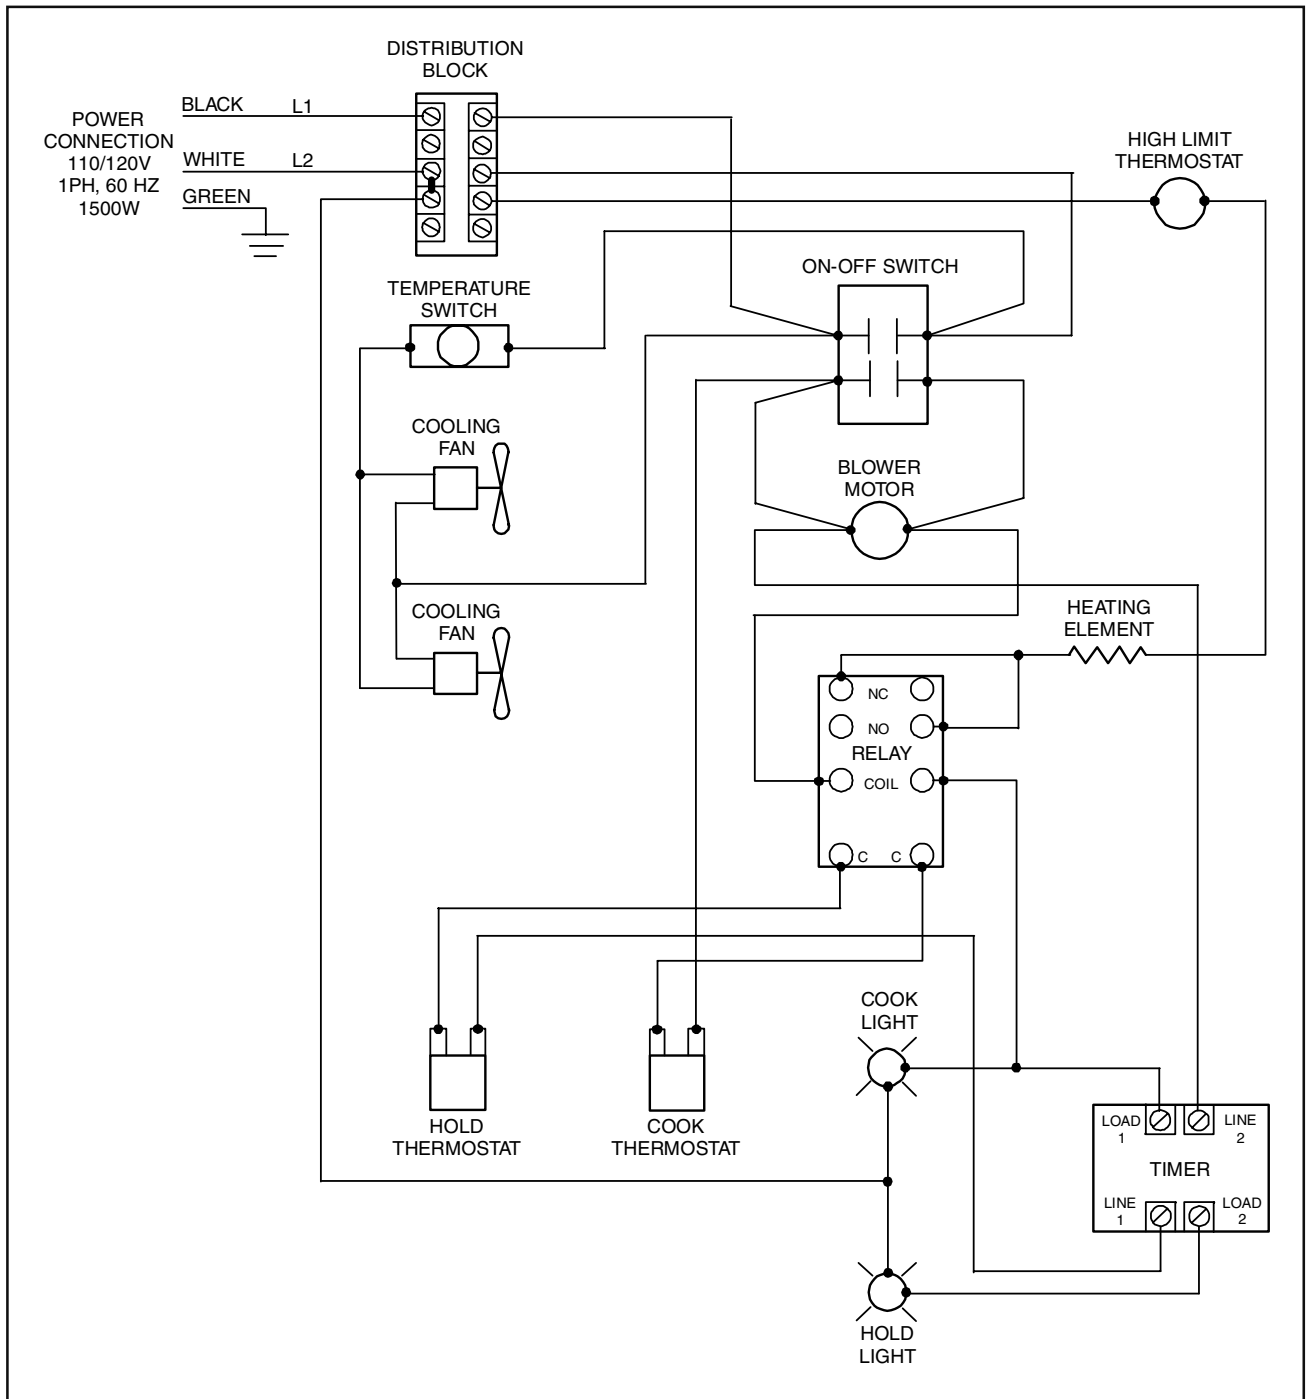 DISTRIBUTION
BLOCK
BLACK L1
POWER
CONNECTION
110/120V
1PH, 60 HZ
1500W
WHITE L2
GREEN
HIGH LIMIT
THERMOSTAT
ON-OFF SWITCH
TEMPERATURE
SWITCH
COOLING
FAN
BLOWER
MOTOR
COOLING
FAN
HEATING
ELEMENT
NC
NO
RELAY
COIL
C C
COOK
LIGHT
HOLD
THERMOSTAT
COOK
THERMOSTAT
LOAD
1
LINE
2
TIMER
LINE
1
LOAD
2
HOLD
LIGHT